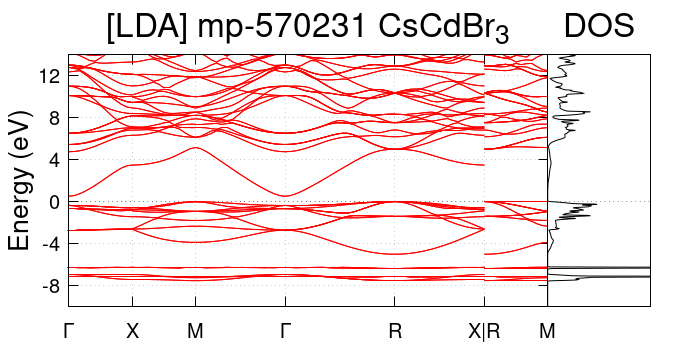 [LDA] mp-570231 CsCdBr₃ DOS
Energy (eV)
12
8
4
0
-4
-8
Γ X M Γ R X|R M